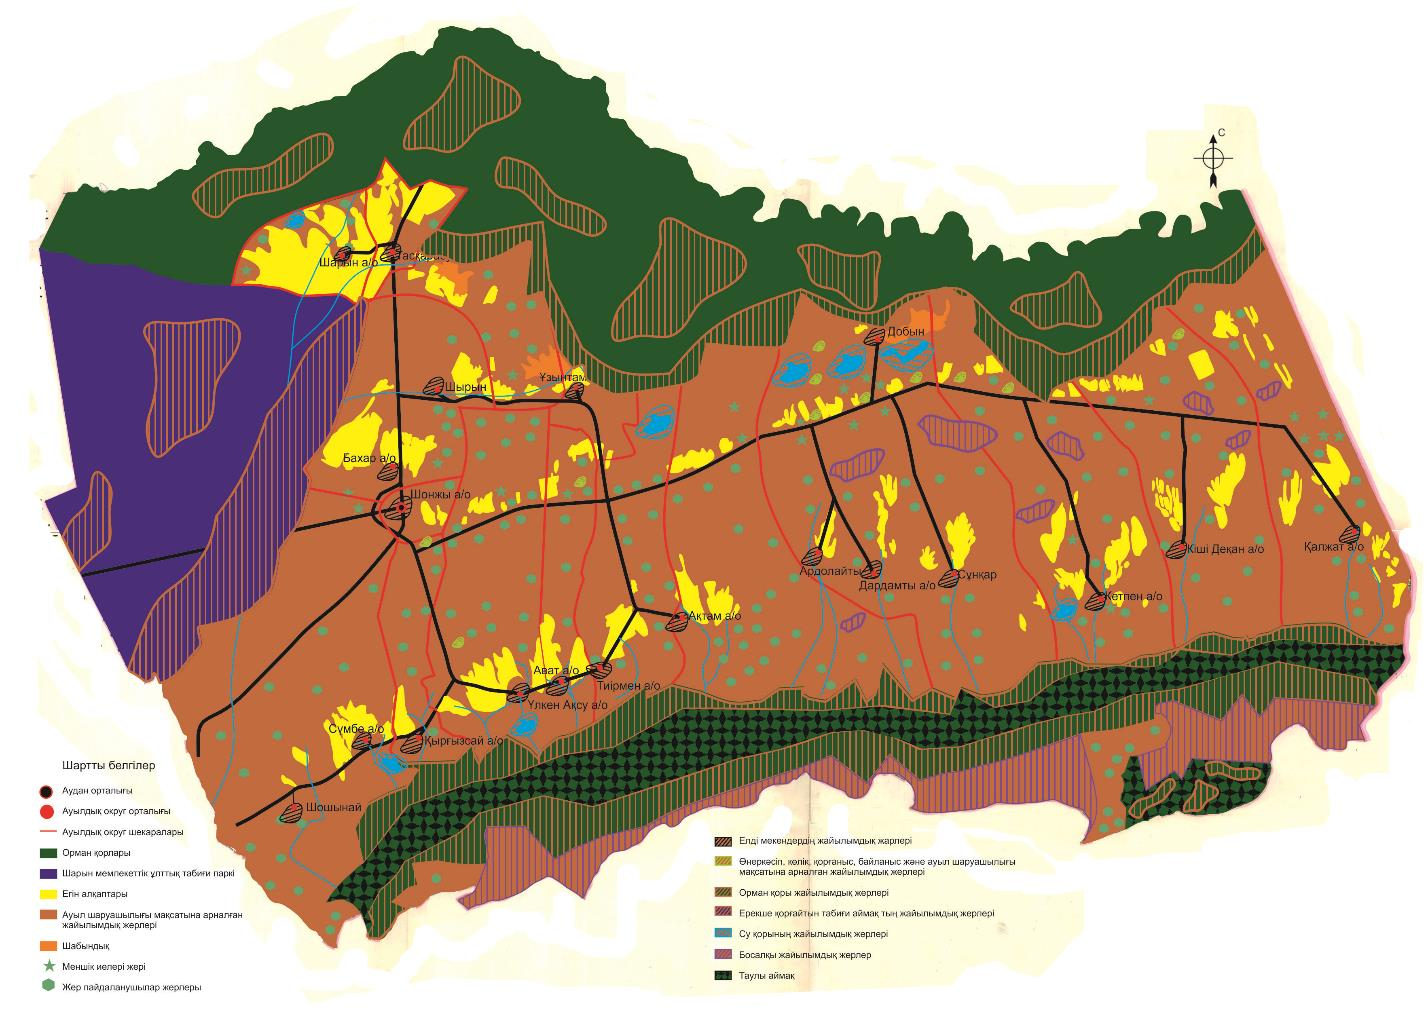 С
Шарын а/о
Добын
Ұзынтам
Шырын
Бахар а/о
Шонжы а/о
Кіші Декан а/о
Қалжат а/о
Ардолайты
Сұнқар
Дардамты а/о
Кетпен а/о
Ақтам а/о
Ават а/о
Тиірмен а/о
Үлкен Ақсу а/о
Сүмбе а/о
Қырғызсай а/о
Шошынай
Шартты белгілер
Аудан орталығы
Ауылдық округ орталығы
Ауылдық округ шекаралары
Орман қорлары
Шарын мемлекеттік ұлттық табиғи паркі
Егін алқаптары
Ауыл шаруашылығы мақсатына арналған
жайылымдық жерлері
Шабындық
Меншік иелері жері
Жер пайдаланушылар жерлеры
Елді мекендердің жайылымдық жарлері
Өнеркәсіп, көлік, қорғаныс, байланыс және ауыл шаруашылығы
мақсатына арналған жайылымдық жерлері
Орман қоры жайылымдық жерлері
Ерекше қорғайтын табиғи аймақ тың жайылымдық жерлері
Су қорының жайылымдық жерлері
Босалқы жайылымдық жерлер
Таулы аймақ